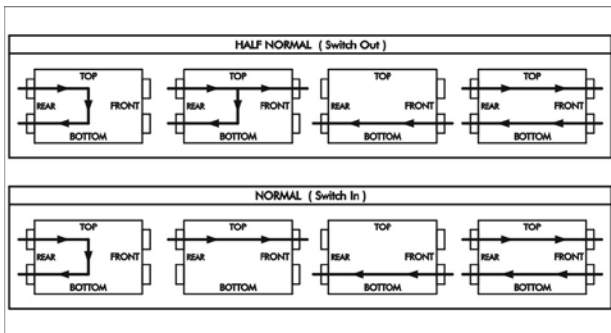 HALF NORMAL ( Switch Out )
TOP TOP TOP TOP
REAR FRONT REAR FRONT REAR FRONT REAR FRONT
BOTTOM BOTTOM BOTTOM BOTTOM
NORMAL ( Switch In )
TOP TOP TOP TOP
REAR FRONT REAR FRONT REAR FRONT REAR FRONT
BOTTOM BOTTOM BOTTOM BOTTOM